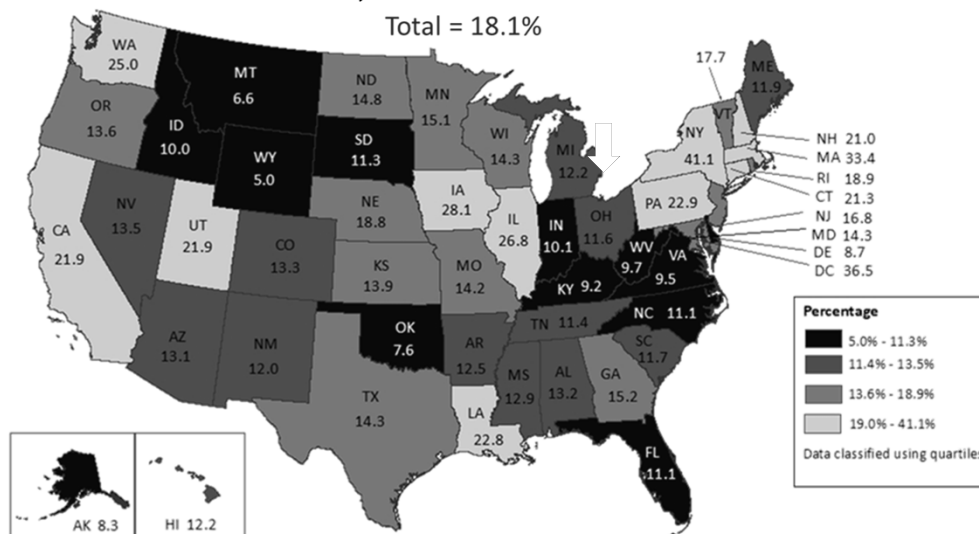 Total = 18.1%
WA
25.0
OR
13.6
CA
21.9
NV
13.5
ID
10.0
MT
6.6
WY
5.0
UT
21.9
CO
13.3
AZ
13.1
NM
12.0
ND
14.8
SD
11.3
NE
18.8
KS
13.9
OK
7.6
TX
14.3
MN
15.1
IA
28.1
MO
14.2
AR
12.5
LA
22.8
WI
14.3
IL
26.8
MI
12.2
IN
10.1
OH
11.6
KY 9.2
TN 11.4
MS
12.9
AL
13.2
GA
15.2
FL
11.1
SC
11.7
NC 11.1
VA
9.5
WV
9.7
PA 22.9
NY
41.1
17.7
VT
ME
11.9
NH 21.0
MA 33.4
RI 18.9
CT 21.3
NJ 16.8
MD 14.3
DE 8.7
DC 36.5
AK 8.3
HI 12.2
Percentage
5.0% - 11.3%
11.4% - 13.5%
13.6% - 18.9%
19.0% - 41.1%
Data classified using quartiles